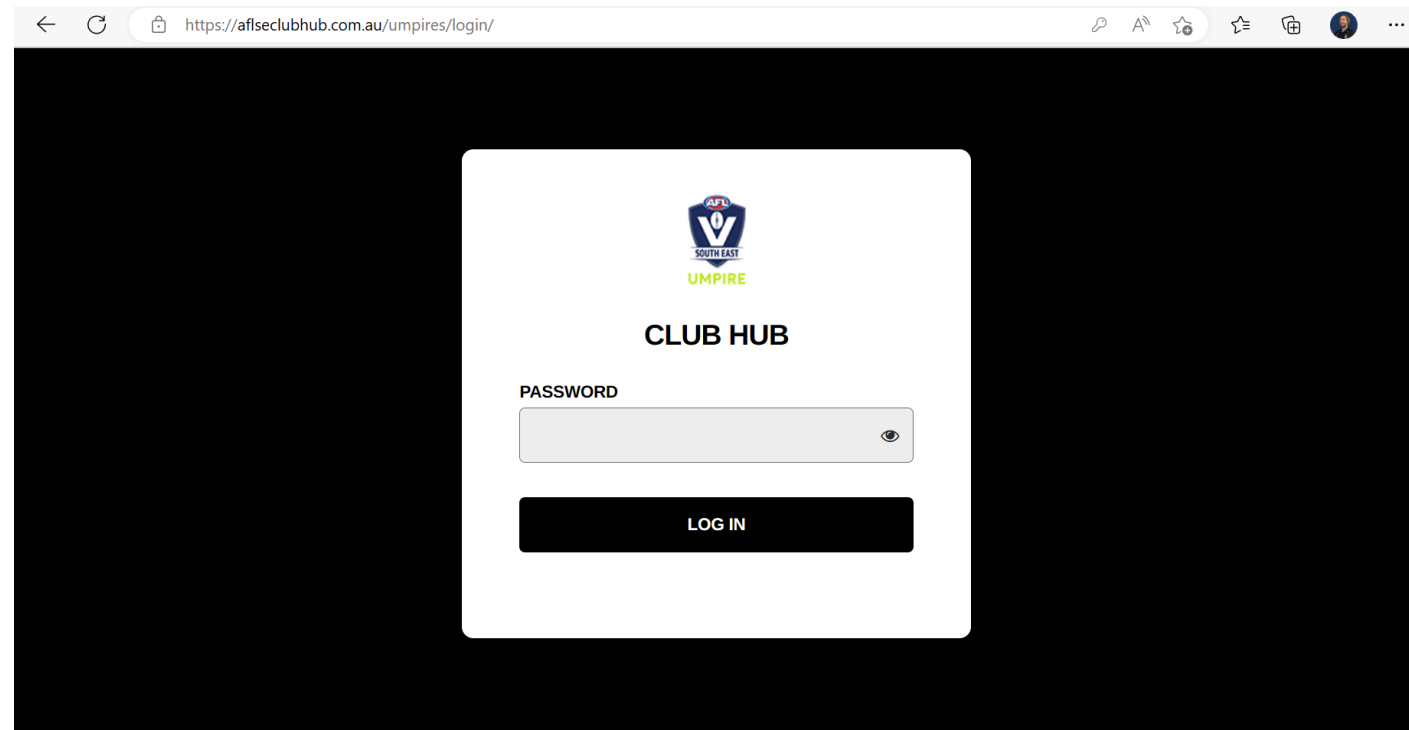 https://aflseclubhub.com.au/umpires/login/
AFL
V
SOUTH EAST
UMPIRE
CLUB HUB
PASSWORD
LOG IN